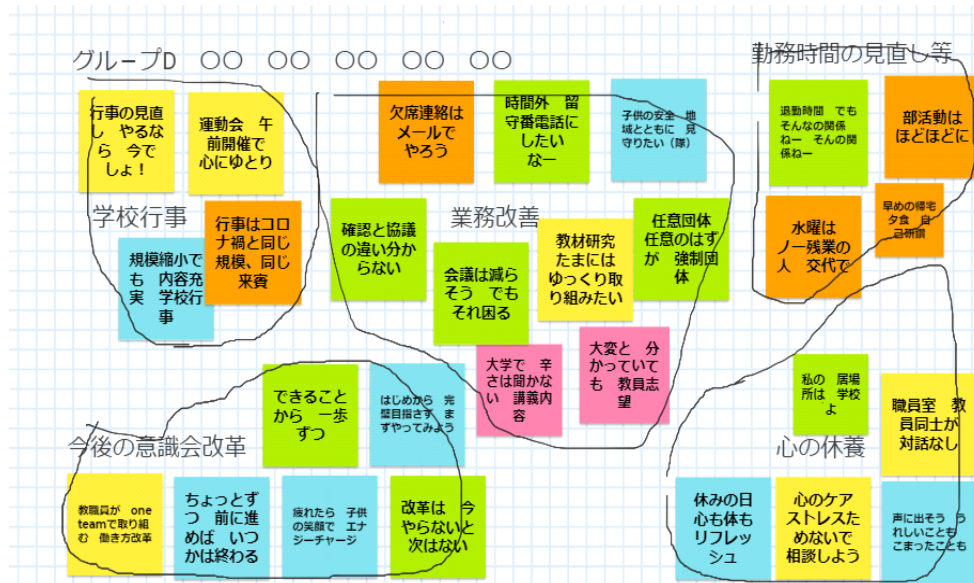 グループD　〇〇　〇〇　〇〇　〇〇　〇〇
行事の見直
し　やるな
ら　今で
しょ！
運動会　午
前開催で
心にゆとり
学校行事
行事はコロ
ナ禍と同じ
規模、同じ
来賓
規模縮小で
も　内容充
実　学校行
事
欠席連絡は
メールで
やろう
時間外　留
守番電話に
したい
なー
子供の安全　地
域とともに　見
守りたい（隊）
確認と協議
の違い分か
らない
業務改善
会議は減ら
そう　でも
それ困る
教材研究
たまには
ゆっくり取
り組みたい
任意団体
任意のはず
が　強制団
体
大学で　辛
さは聞かな
い　講義内
容
大変と　分
かっていて
も　教員志
望
勤務時間の見直し等
退勤時間　でも
そんなの関係
ねー　そんの関
係ねー
部活動は
ほどほどに
水曜は
ノー残業の
人　交代で
早めの帰宅
夕食　自
己研鑽
できること
から　一歩
ずつ
はじめから　完
璧目指さず　ま
ずやってみよう
今後の意識会改革
教職員が　one
teamで取り組
む　働き方改革
ちょっとず
つ　前に進
めば　いつ
かは終わる
疲れたら　子供
の笑顔で　エナ
ジーチャージ
改革は　今
やらないと
次はない
私の　居場
所は　学校
よ
職員室　教
員同士が
対話なし
心の休養
休みの日
心も体も
リフレッ
シュ
心のケア
ストレスた
めないで
相談しよう
声に出そう　う
れしいことも
こまったことも